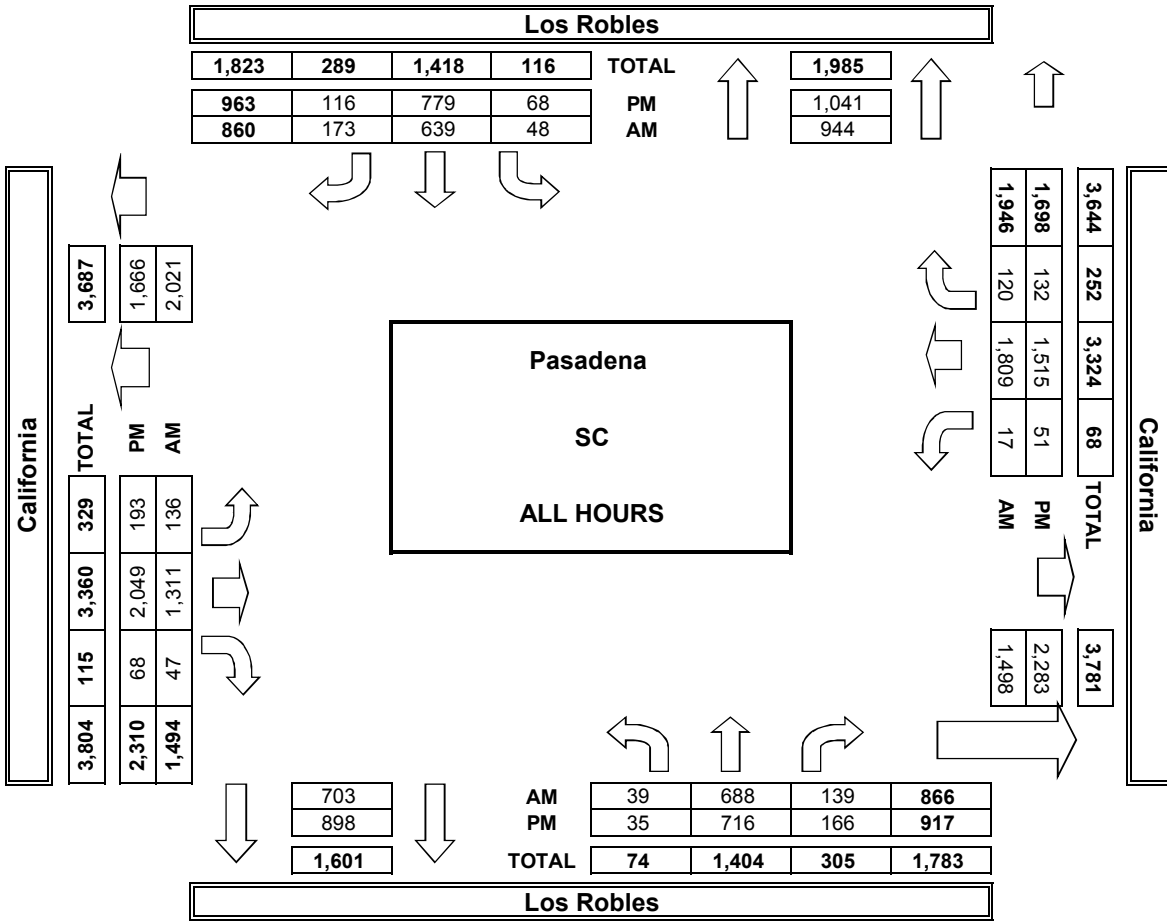 Los Robles
1,823 289 1,418 116 TOTAL 1,985
963 116 779 68 PM 1,041
860 173 639 48 AM 944
California
3,687
1,666
2,021
TOTAL
PM
AM
329 3,360 115 3,804
193 2,049 68 2,310
136 1,311 47 1,494
Pasadena
SC
ALL HOURS
3,644 252 3,324 68 TOTAL 3,781
1,698 132 1,515 51 PM 2,283
1,946 120 1,809 17 AM 1,498
California
703 AM 39 688 139 866
898 PM 35 716 166 917
1,601 TOTAL 74 1,404 305 1,783
Los Robles